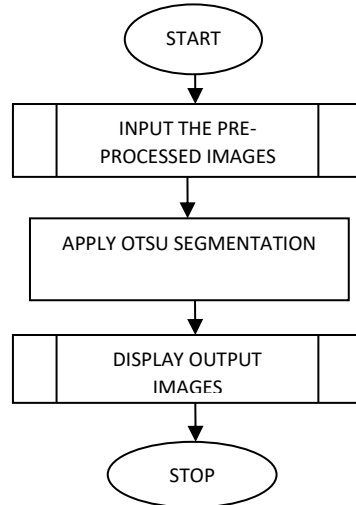 START
INPUT THE PRE-
PROCESSED IMAGES
APPLY OTSU SEGMENTATION
DISPLAY OUTPUT
IMAGES
STOP